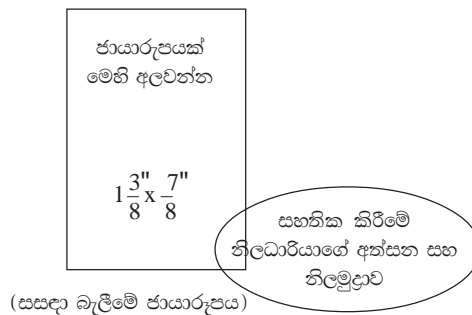 ඡායාරුපයක්
මෙහි අලවන්න
1 3/8" x 7/8"
සහතික කිරීමේ
නිලධාරියාගේ අත්සන සහ
නිලමුද්‍රාව
(සසඳා බැලීමේ ඡායාරූපය)